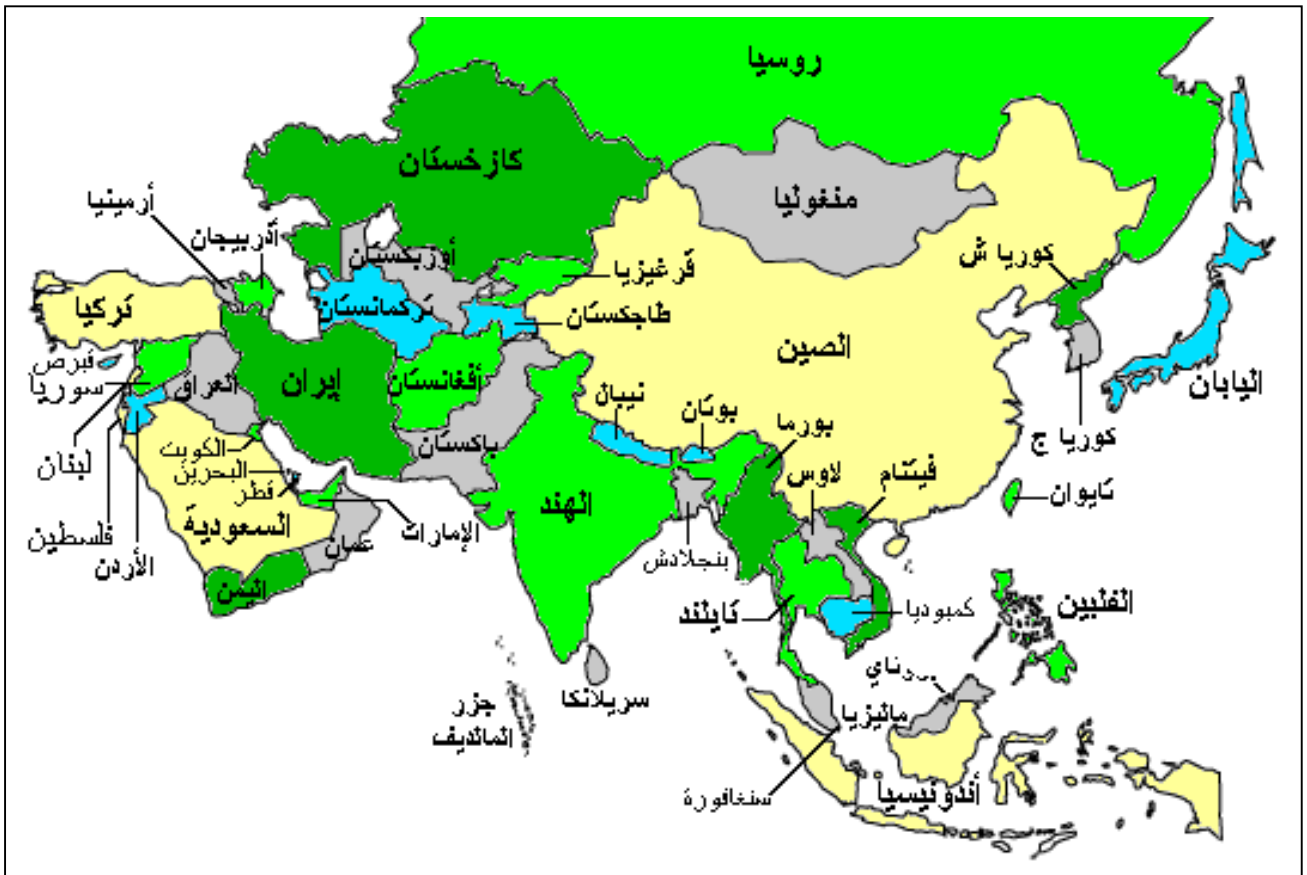 روسيا
كازخستان
منغوليا
أرمينيا
أذربيجان
أوزبكستان
قرغيزيا
كوريا ش
تركيا
تركمانستان
طاجكستان
الصين
قبرص
سوريا
العراق
إيران
أفغانستان
نيبال
بوتان
بورما
اليابان
كوريا ج
لبنان
الكويت
البحرين
قطر
باكستان
لاوس
فيتنام
تايوان
فلسطين
الأردن
السعودية
عمان
الإمارات
الهند
بنجلادش
اليمن
تايلند
كمبوديا
الفلبين
سريلانكا
جزر
المالديف
ماليزيا
أندونيسيا
سنغافورة